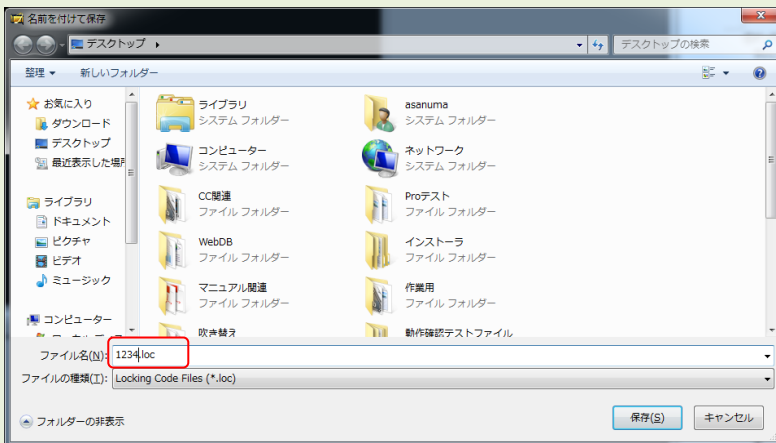 名前を付けて保存
デスクトップ
デスクトップの検索
整理 新しいフォルダー
お気に入り
ダウンロード
デスクトップ
最近表示した場所
ライブラリ
ドキュメント
ピクチャ
ビデオ
ミュージック
コンピューター
ライブラリ
システム フォルダー
asanuma
システム フォルダー
コンピューター
システム フォルダー
ネットワーク
システム フォルダー
CC関連
ファイル フォルダー
Proテスト
ファイル フォルダー
WebDB
ファイル フォルダー
インストーラ
ファイル フォルダー
マニュアル関連
ファイル フォルダー
作業用
ファイル フォルダー
吹き替え
動作確認テストファイル
ファイル名(N): 1234.loc
ファイルの種類(T): Locking Code Files (*.loc)
フォルダーの非表示
保存(S) キャンセル